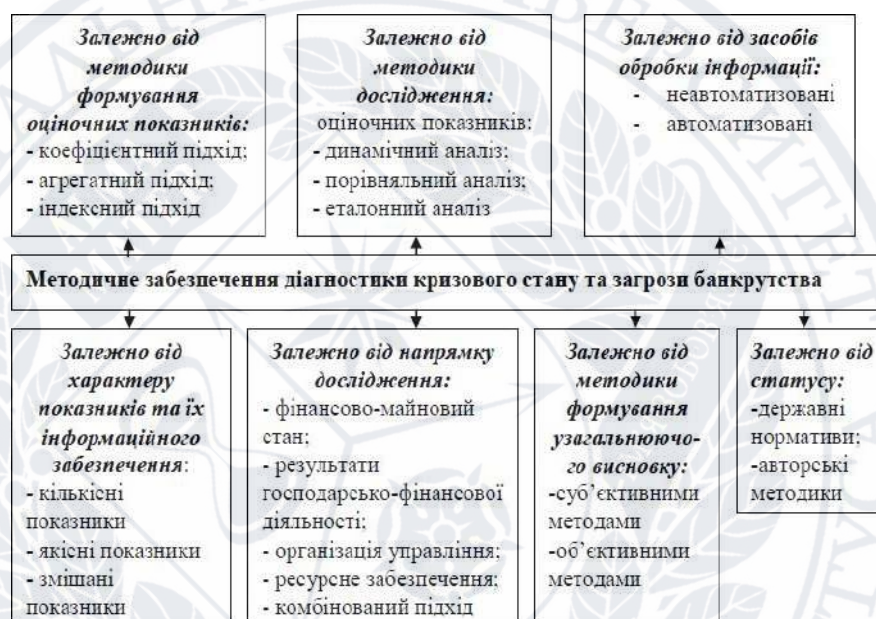 Залежно від
методики
формування
оціночних показників:
- коефіцієнтний підхід;
- агрегатний підхід;
- індексний підхід
Залежно від
методики
дослідження:
оціночних показників:
- динамічний аналіз;
- порівняльний аналіз;
- еталонний аналіз
Залежно від засобів
обробки інформації:
- неавтоматизовані
- автоматизовані
Методичне забезпечення діагностики кризового стану та загрози банкрутства
Залежно від
характеру
показників та їх
інформаційного
забезпечення:
- кількісні
показники
- якісні показники
- змішані
показники
Залежно від напрямку
дослідження:
- фінансово-майновий
стан;
- результати
господарсько-фінансової
діяльності;
- організація управління;
- ресурсне забезпечення;
- комбінований підхід
Залежно від
методики
формування
узагальнюючо-
го висновку:
-суб’єктивними
методами
-об’єктивними
методами
Залежно від
статусу:
-державні
нормативи;
-авторські
методики